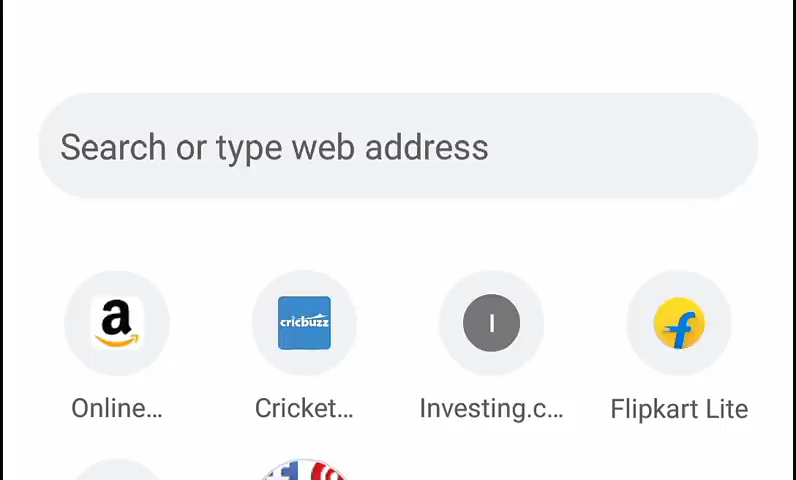 Search or type web address
a
cricbuzz
I
f
Online...
Cricket...
Investing.c...
Flipkart Lite